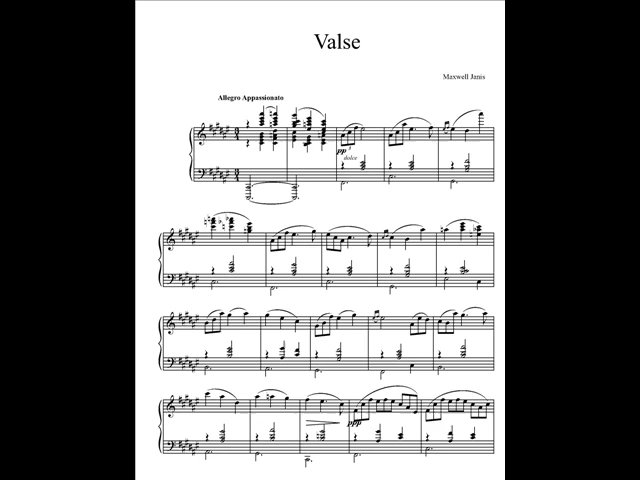 Valse
Maxwell Janis
Allegro Appassionato
pp
dolce
ppp